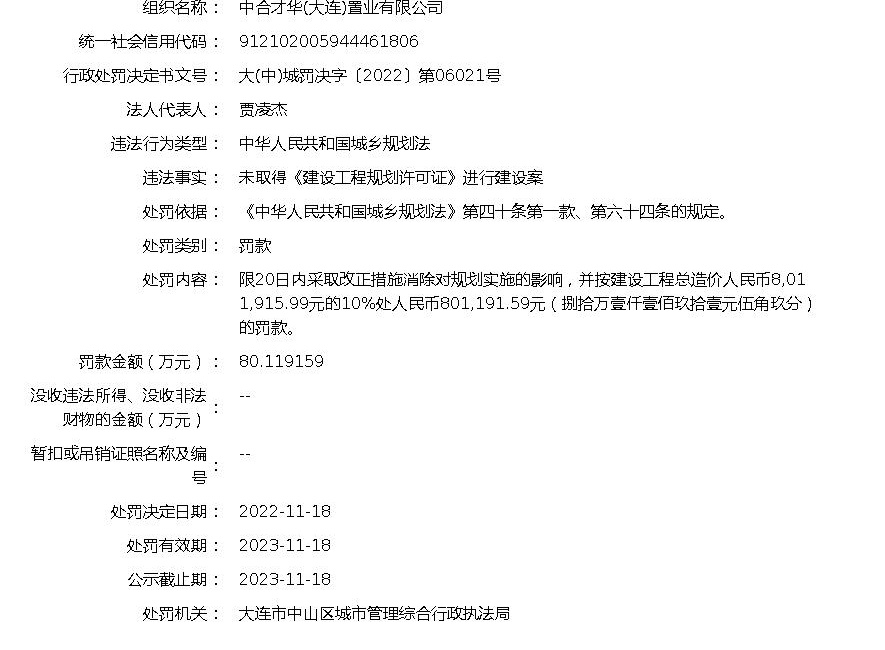 组织名称： 中合才华(大连)置业有限公司
统一社会信用代码： 912102005944461806
行政处罚决定书文号： 大(中)城罚决字〔2022〕第06021号
法人代表人： 贾凌杰
违法行为类型： 中华人民共和国城乡规划法
违法事实： 未取得《建设工程规划许可证》进行建设案
处罚依据： 《中华人民共和国城乡规划法》第四十条第一款、第六十四条的规定。
处罚类别： 罚款
处罚内容： 限20日内采取改正措施消除对规划实施的影响，并按建设工程总造价人民币8,01
1,915.99元的10%处人民币801,191.59元（捌拾万壹仟壹佰玖拾壹元伍角玖分）
的罚款。
罚款金额（万元）： 80.119159
没收违法所得、没收非法
财物的金额（万元）： --
暂扣或吊销证照名称及编
号： --
处罚决定日期： 2022-11-18
处罚有效期： 2023-11-18
公示截止期： 2023-11-18
处罚机关： 大连市中山区城市管理综合行政执法局